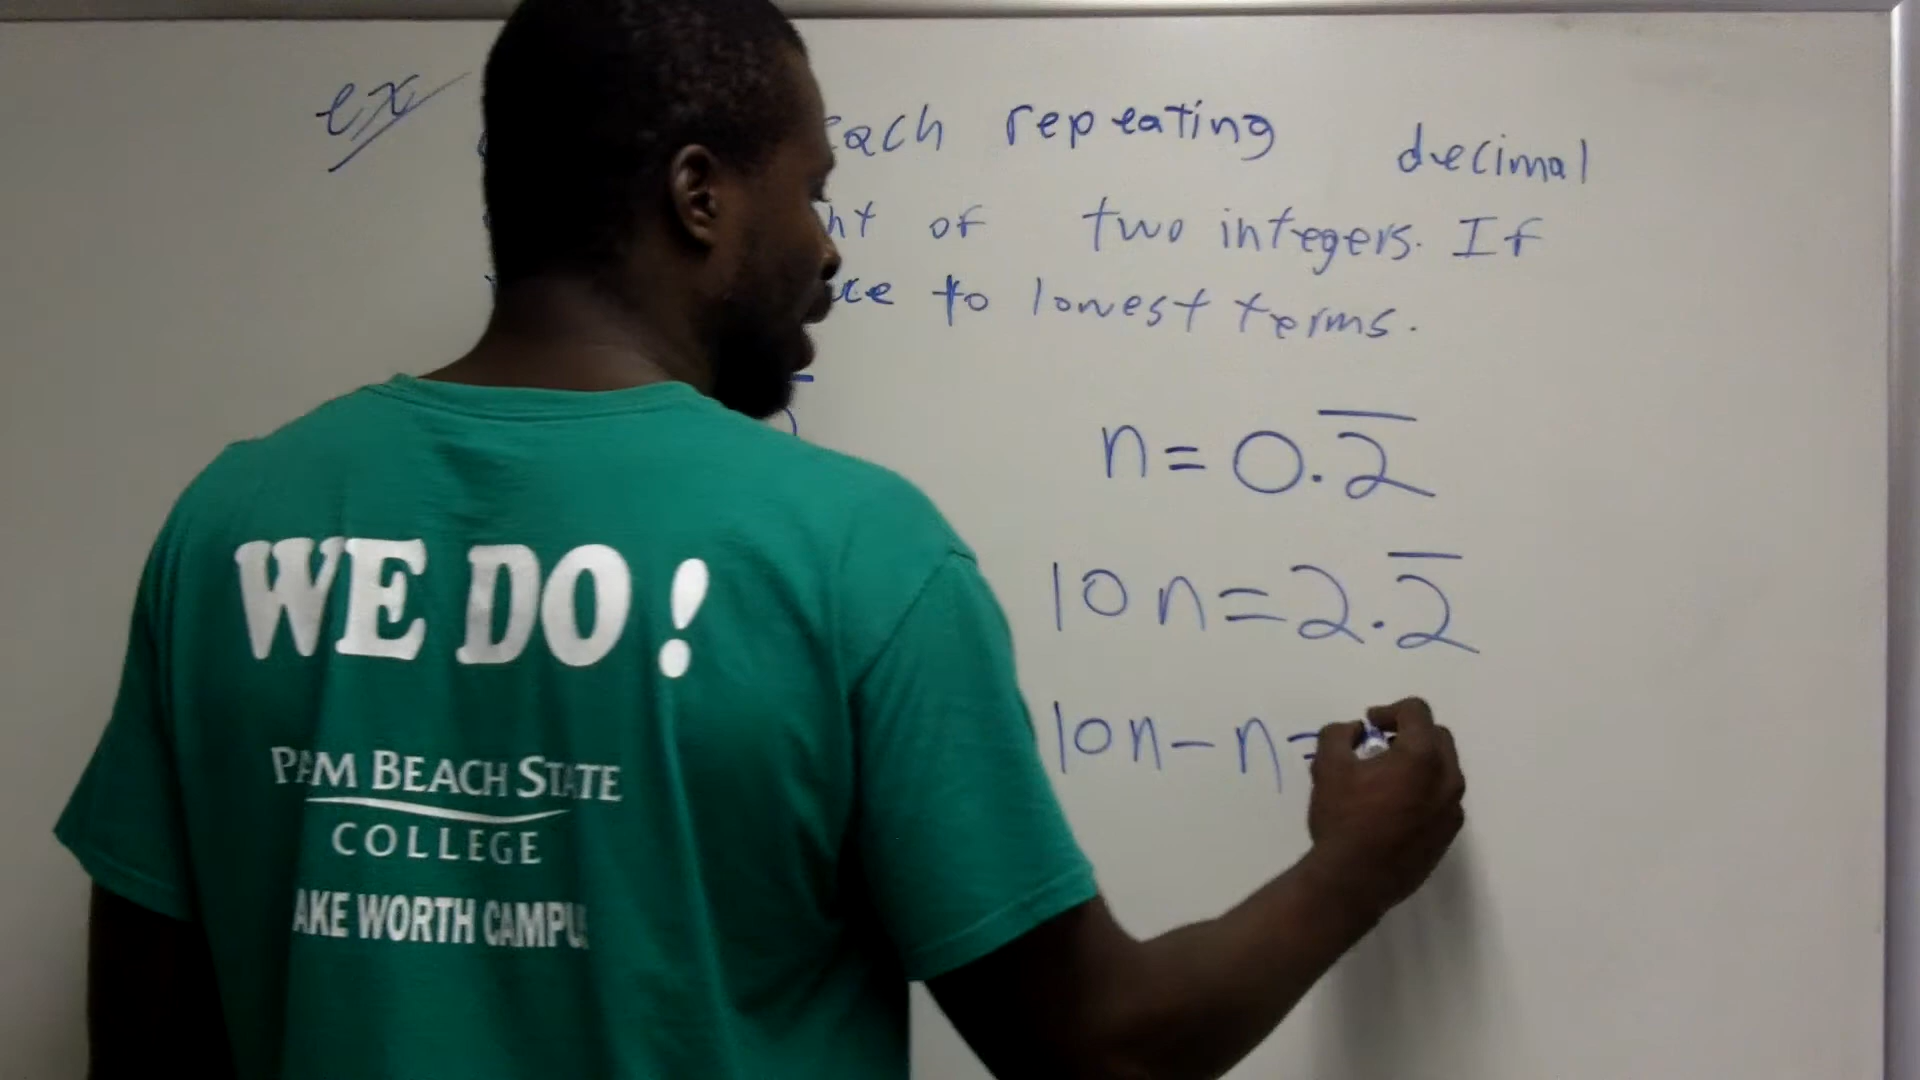 ex each repeating decimal
of two integers. If
to lowest terms.
n = 0.2̅
10n = 2.2̅
10n - n =
WE DO!
PALM BEACH STATE
COLLEGE
AKE WORTH CAMPU